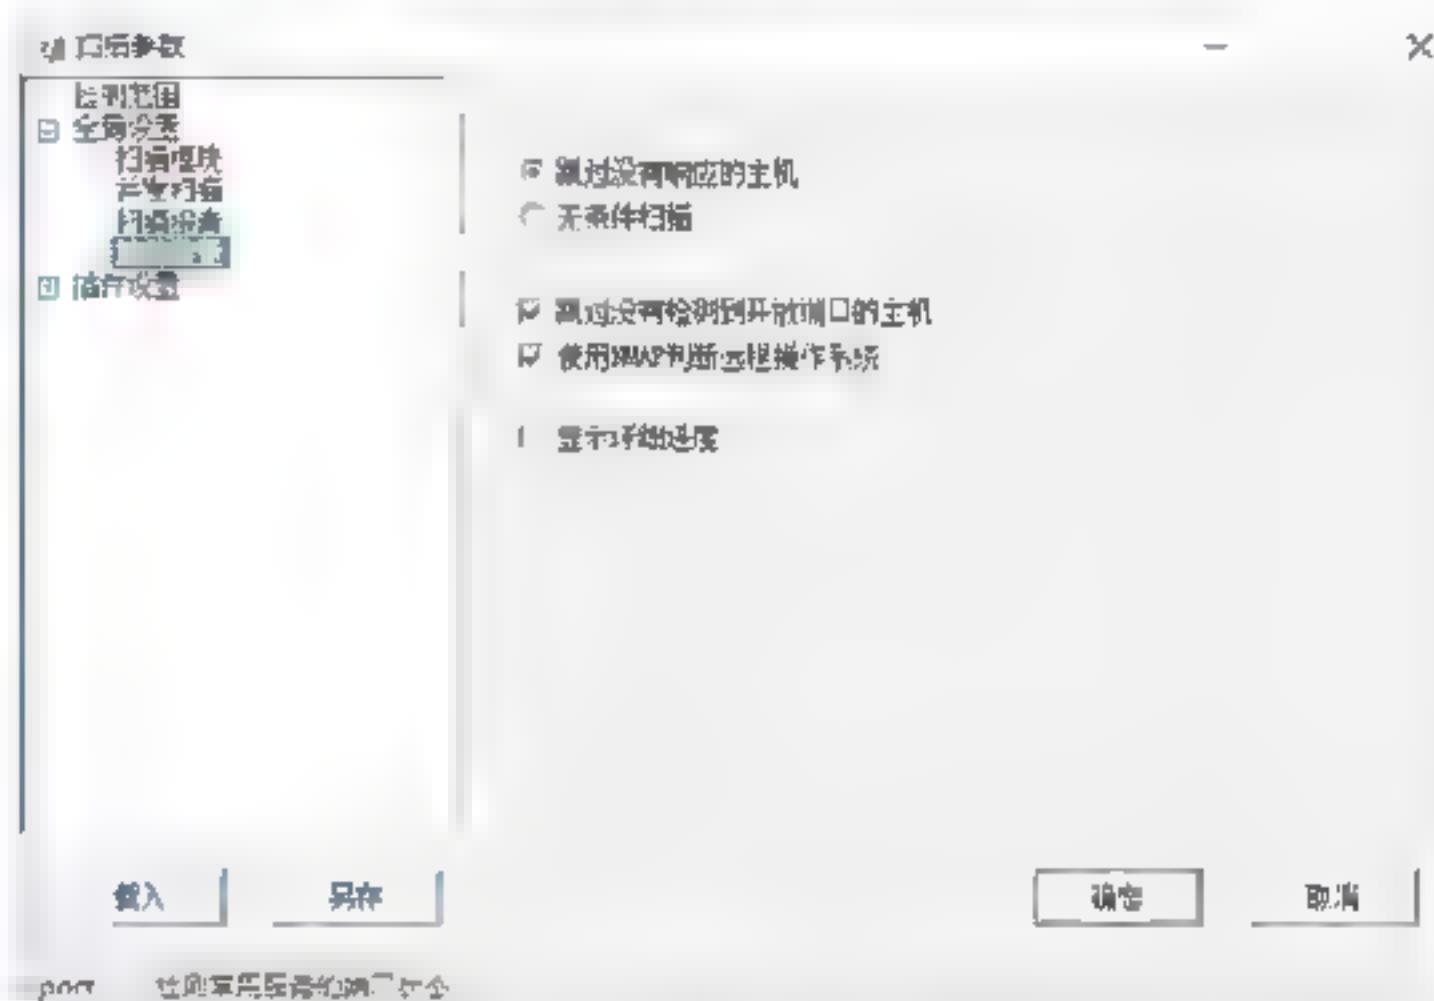 扫描参数
检测范围
全局设置
扫描模块
并发扫描
扫描报告
跳过没有响应的主机
无条件扫描
跳过没有检测到开放端口的主机
使用NMAP判断远程操作系统
显示详细进度
载入
另存
确定
取消